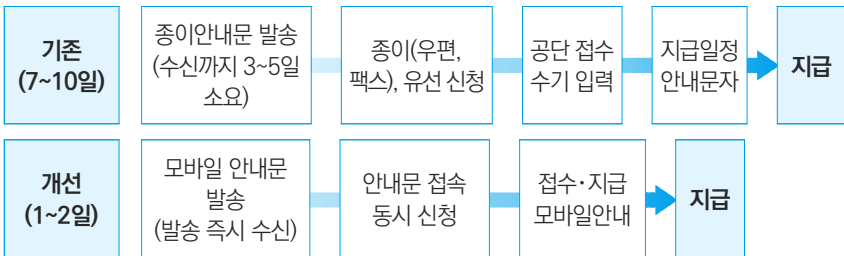 기존
(7~10일)
종이안내문 발송
(수신까지 3~5일
소요)
종이(우편,
팩스), 유선 신청
공단 접수
수기 입력
지급일정
안내문자
지급
개선
(1~2일)
모바일 안내문
발송
(발송 즉시 수신)
안내문 접속
동시 신청
접수·지급
모바일안내
지급